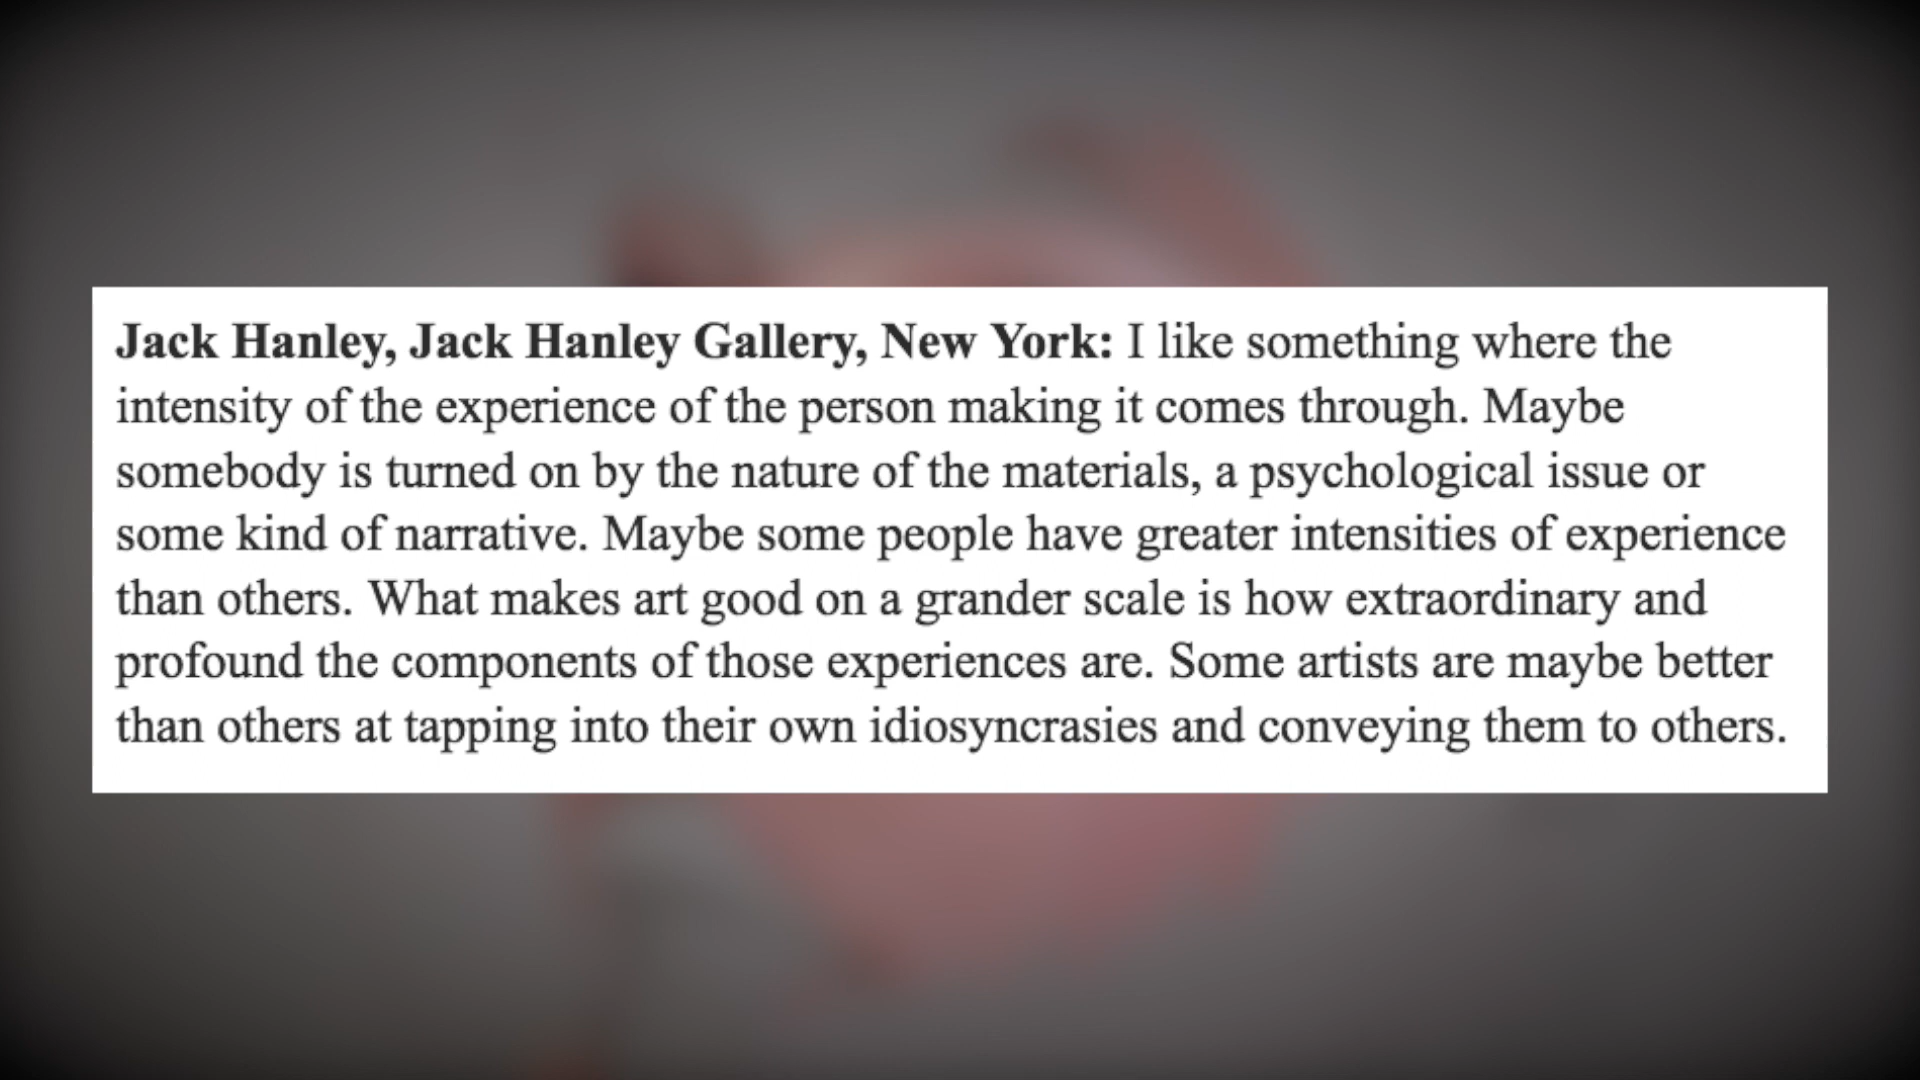 Jack Hanley, Jack Hanley Gallery, New York: I like something where the
intensity of the experience of the person making it comes through. Maybe
somebody is turned on by the nature of the materials, a psychological issue or
some kind of narrative. Maybe some people have greater intensities of experience
than others. What makes art good on a grander scale is how extraordinary and
profound the components of those experiences are. Some artists are maybe better
than others at tapping into their own idiosyncrasies and conveying them to others.